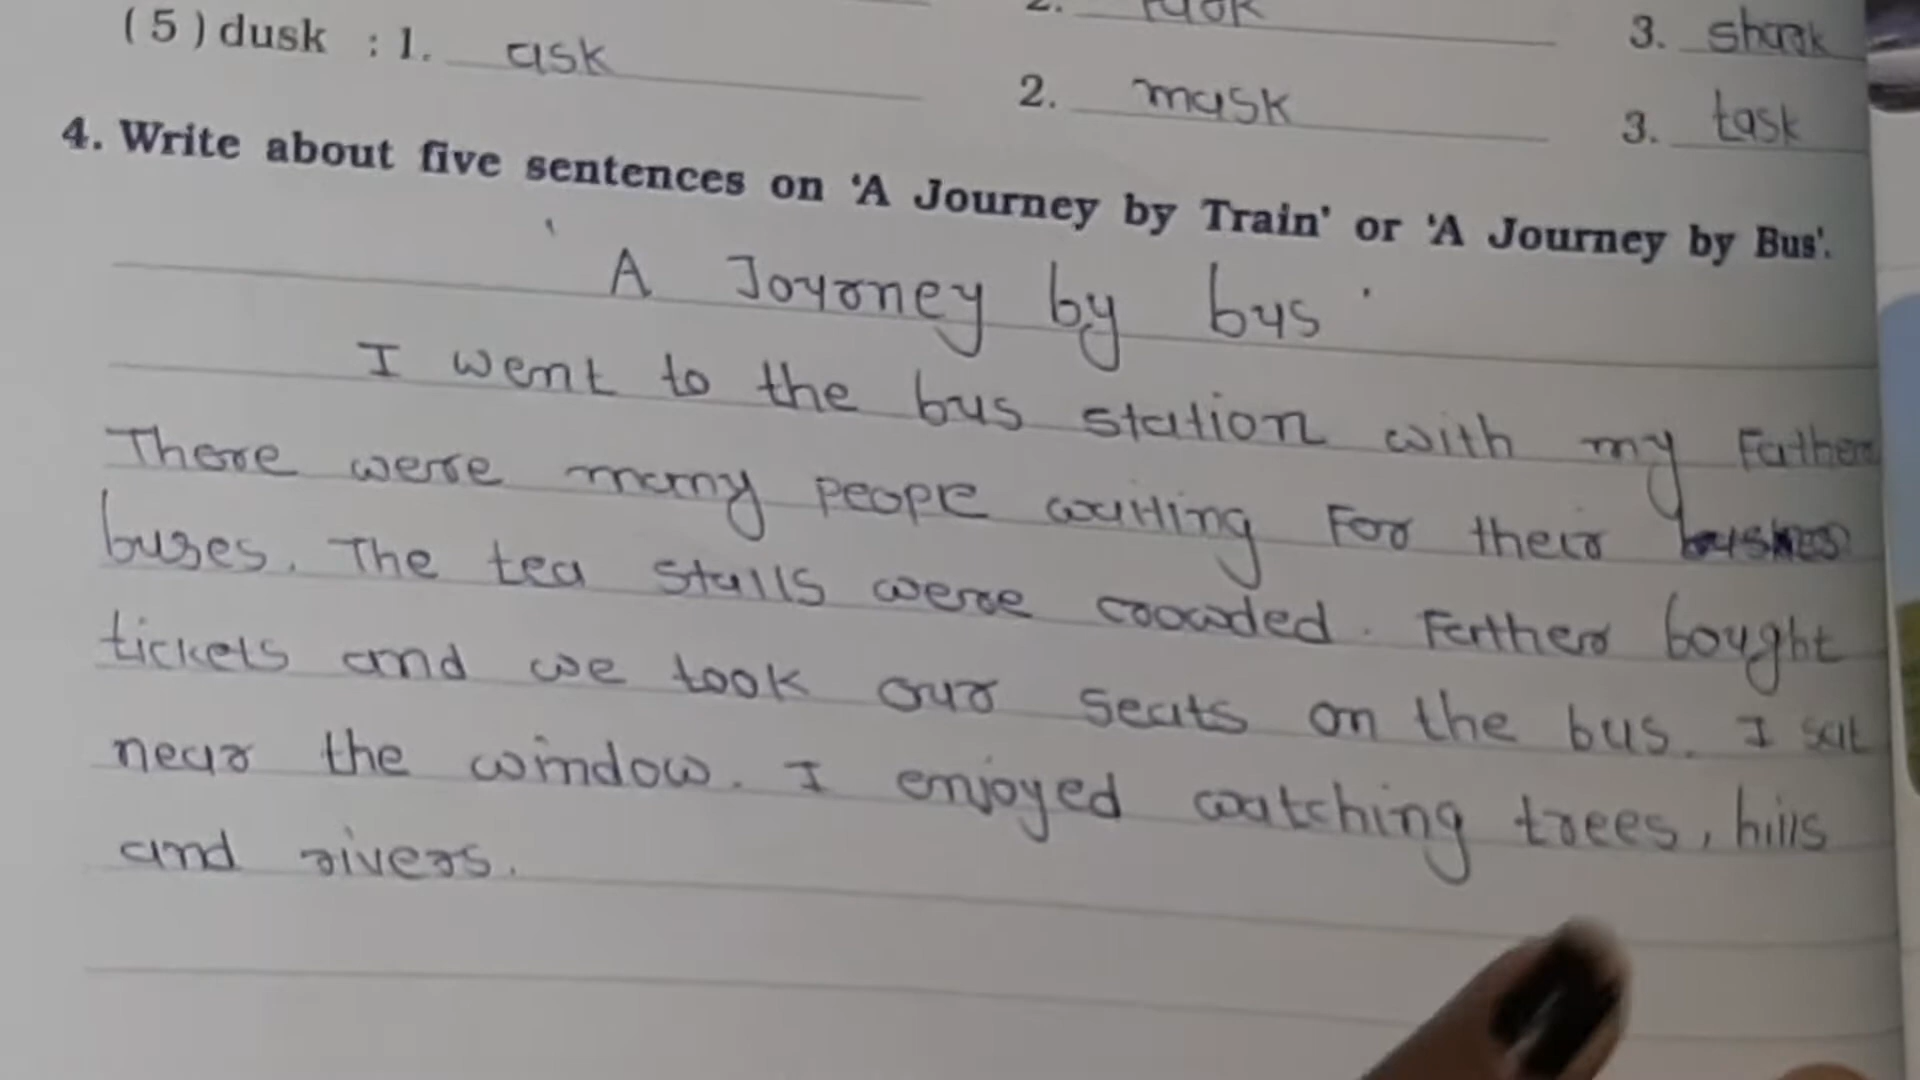 3. shark
(5) dusk : 1. ask 2. mask 3. task
4. Write about five sentences on 'A Journey by Train' or 'A Journey by Bus'.
'A Journey by bus'
I went to the bus station with my Father
There were many peope waiting For their
buses. The tea stalls were crowded. Father bought
tickets and we took our seats on the bus. I sat
near the window. I enjoyed watching trees, hills
and rivers.